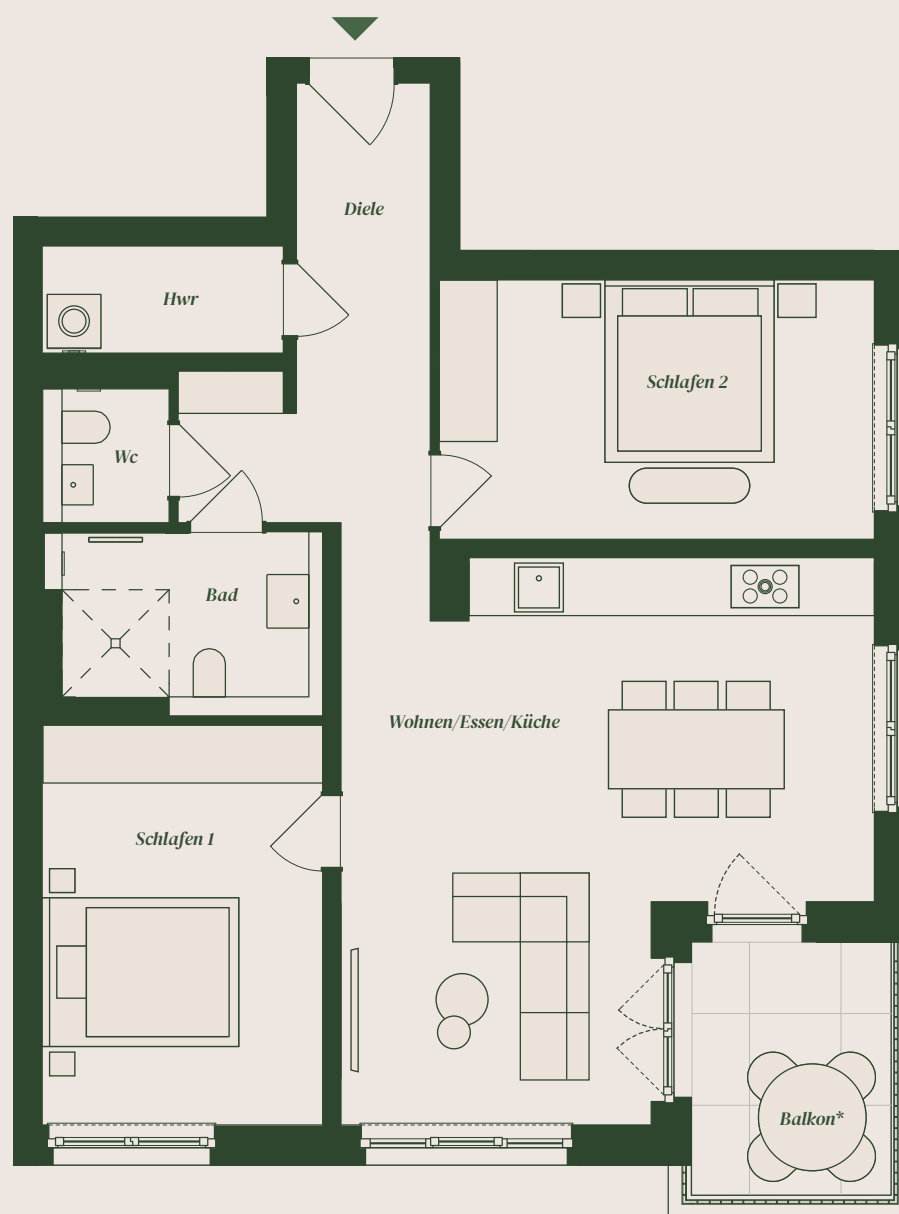 Diele
Hwr
Schlafen 2
Wc
Bad
Wohnen/Essen/Küche
Schlafen 1
Balkon*